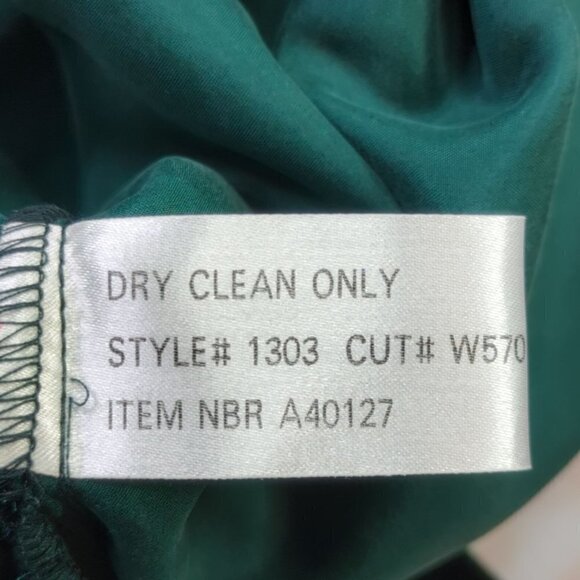 DRY CLEAN ONLY
STYLE# 1303 CUT# W570
ITEM NBR A40127